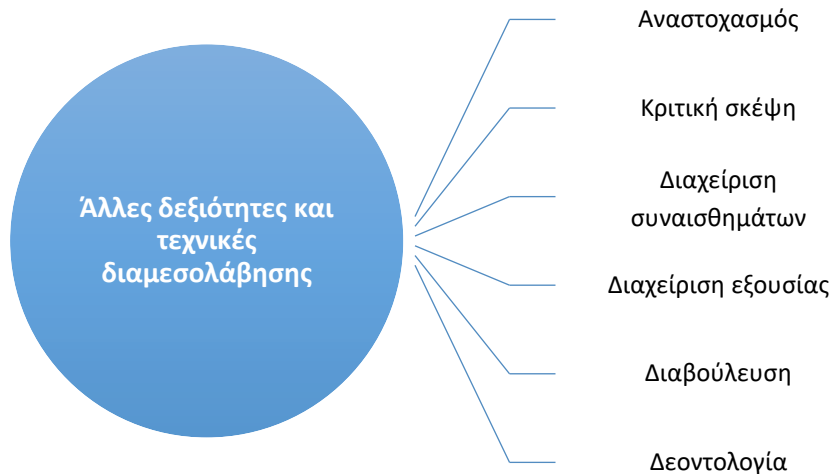 Άλλες δεξιότητες και
τεχνικές
διαμεσολάβησης
Αναστοχασμός
Κριτική σκέψη
Διαχείριση
συναισθημάτων
Διαχείριση εξουσίας
Διαβούλευση
Δεοντολογία